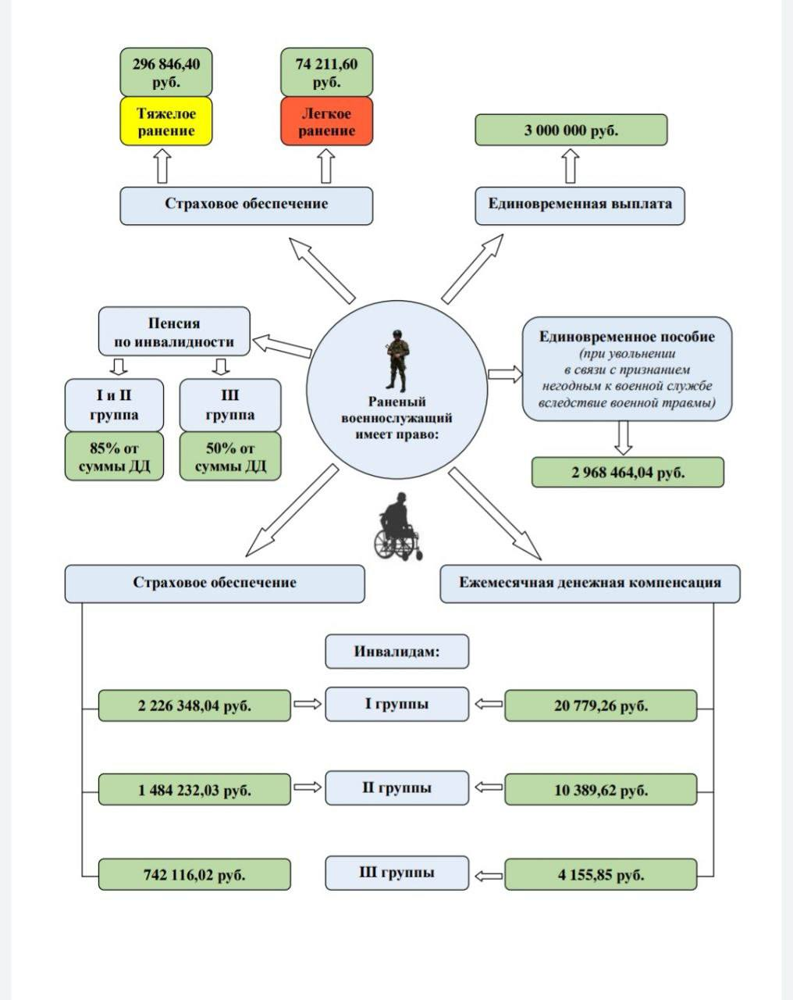 296 846,40
руб.
Тяжелое
ранение
74 211,60
руб.
Легкое
ранение
3 000 000 руб.
Страховое обеспечение
Единовременная выплата
Пенсия
по инвалидности
I и II
группа
85% от
суммы ДД
III
группа
50% от
суммы ДД
Раненый
военнослужащий
имеет право:
Единовременное пособие
(при увольнении
в связи с признанием
негодным к военной службе
вследствие военной травмы)
2 968 464,04 руб.
Страховое обеспечение
Ежемесячная денежная компенсация
Инвалидам:
2 226 348,04 руб.
I группы
20 779,26 руб.
1 484 232,03 руб.
II группы
10 389,62 руб.
742 116,02 руб.
III группы
4 155,85 руб.